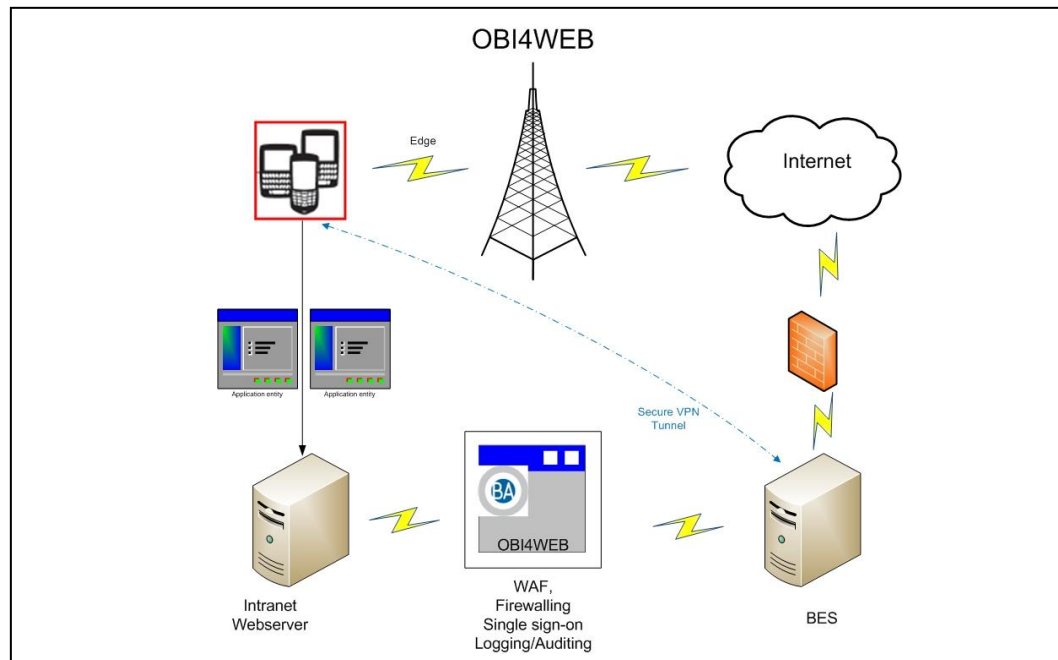 OBI4WEB
Edge
Internet
Application entity
Application entity
Secure VPN
Tunnel
BA
OBI4WEB
Intranet
Webserver
WAF,
Firewalling
Single sign-on
Logging/Auditing
BES